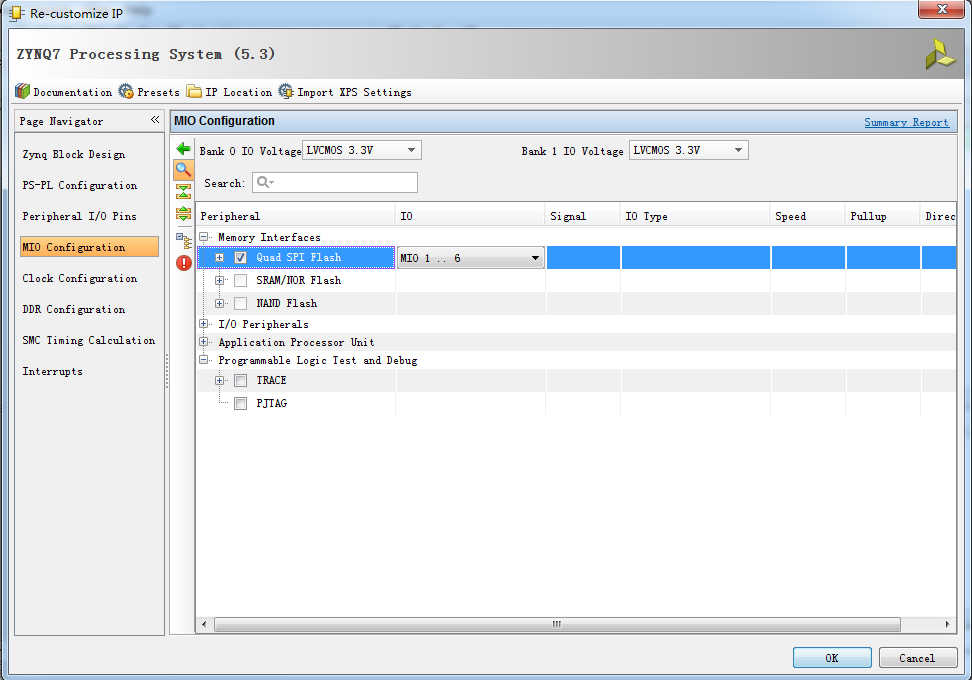 Re-customize IP
ZYNQ7 Processing System (5.3)
Documentation Presets IP Location Import XPS Settings
Page Navigator «
Zynq Block Design
PS-PL Configuration
Peripheral I/O Pins
MIO Configuration
Clock Configuration
DDR Configuration
SMC Timing Calculation
Interrupts
MIO Configuration Summary Report
Bank 0 IO Voltage LVCMOS 3.3V Bank 1 IO Voltage LVCMOS 3.3V
Search:
Peripheral IO Signal IO Type Speed Pullup Direc
Memory Interfaces
Quad SPI Flash MIO 1 .. 6
SRAM/NOR Flash
NAND Flash
I/O Peripherals
Application Processor Unit
Programmable Logic Test and Debug
TRACE
PJTAG
OK Cancel